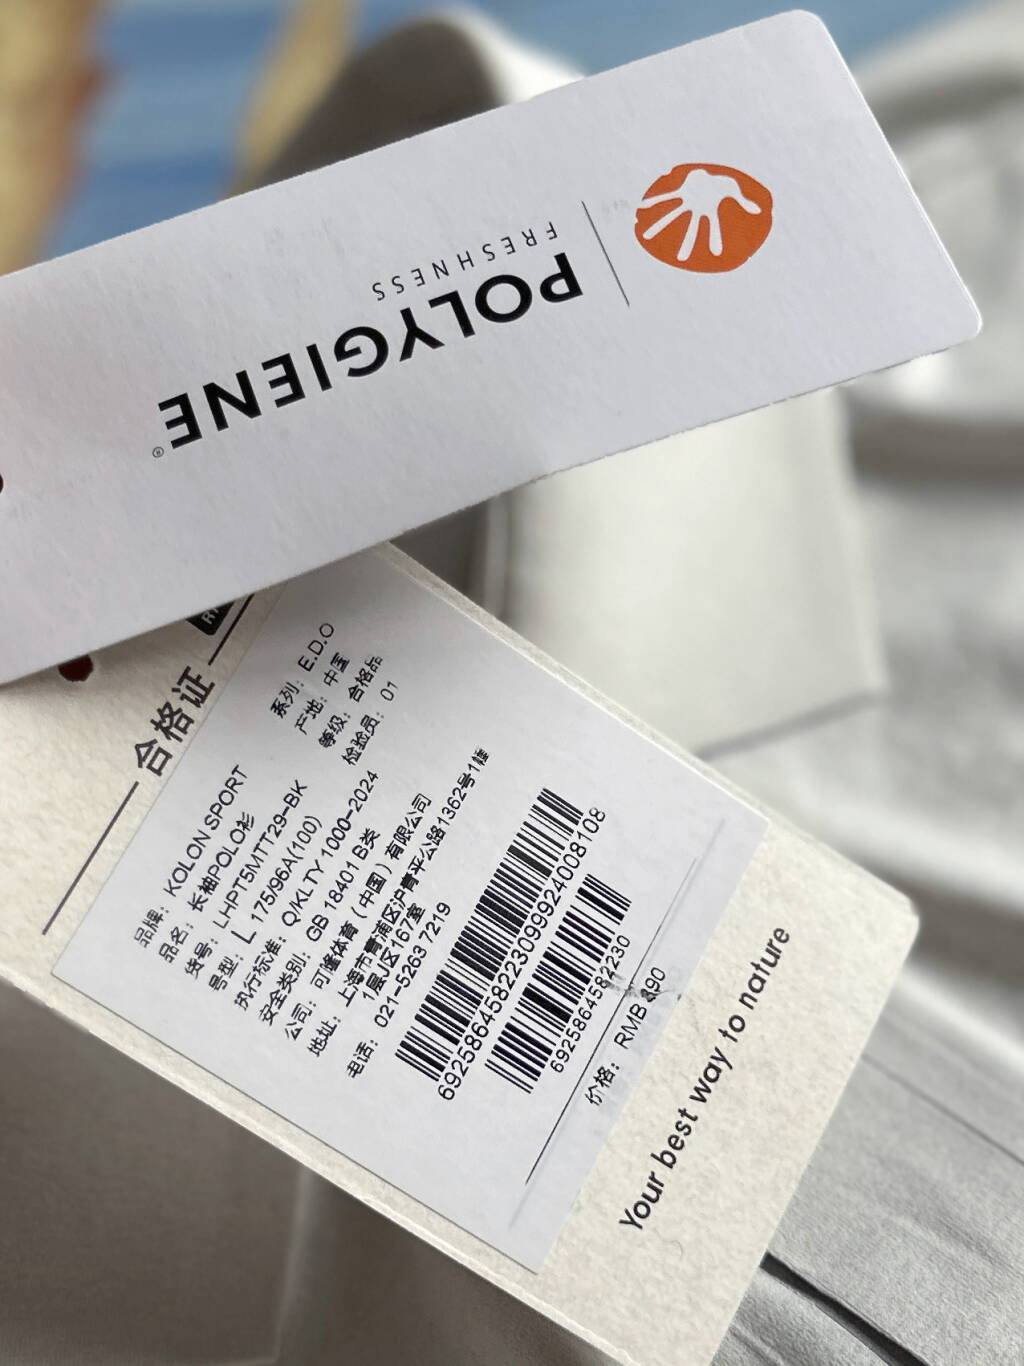 POLYGIENE®
FRESHNESS
合格证
品牌： KOLON SPORT
品名： 长袖POLO衫
货号： LHPT5MTT29-BK
号型： L 175/96A(100)
执行标准： Q/KLTY 1000-2024
安全类别： GB 18401 B类
公司： 可隆体育（中国）有限公司
地址： 上海市青浦区沪青平公路1362号1幢
1层J区167室
电话： 021-5263 7219
系列： E.D.O
产地： 中国
等级： 合格品
检验员： 01
69258645822309992400810​8
6925864582230
价格： RMB
Your best way to nature